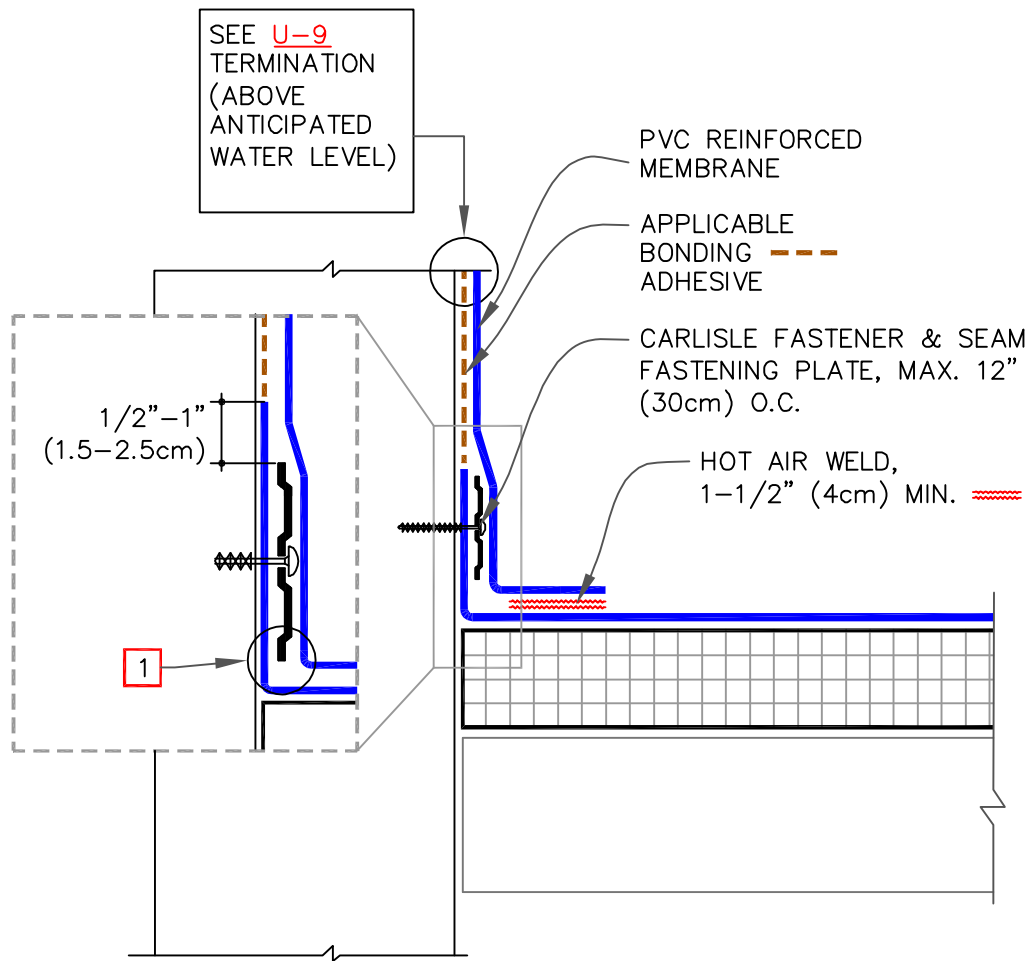 SEE U-9
TERMINATION
(ABOVE
ANTICIPATED
WATER LEVEL)
PVC REINFORCED
MEMBRANE
APPLICABLE
BONDING
ADHESIVE
CARLISLE FASTENER & SEAM
FASTENING PLATE, MAX. 12"
(30cm) O.C.
HOT AIR WELD,
1-1/2" (4cm) MIN.
1/2"-1"
(1.5-2.5cm)
1